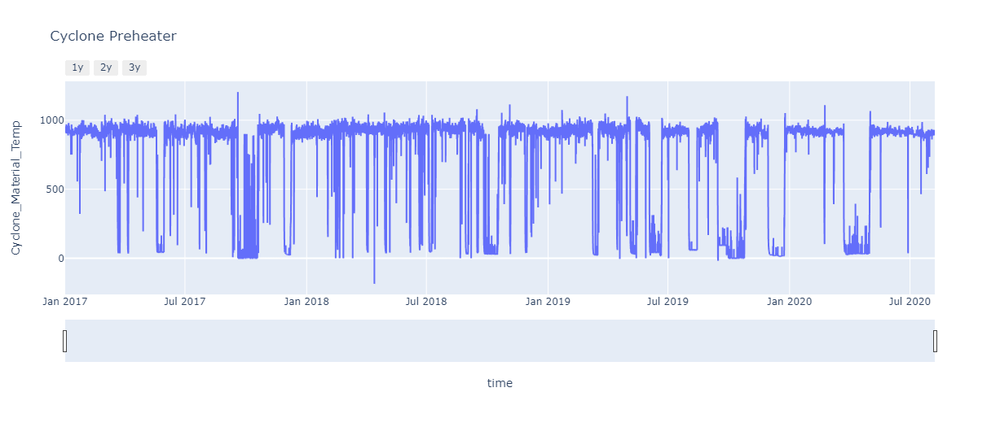 Cyclone Preheater
1y 2y 3y
Cyclone_Material_Temp
1000
500
0
Jan 2017 Jul 2017 Jan 2018 Jul 2018 Jan 2019 Jul 2019 Jan 2020 Jul 2020
time